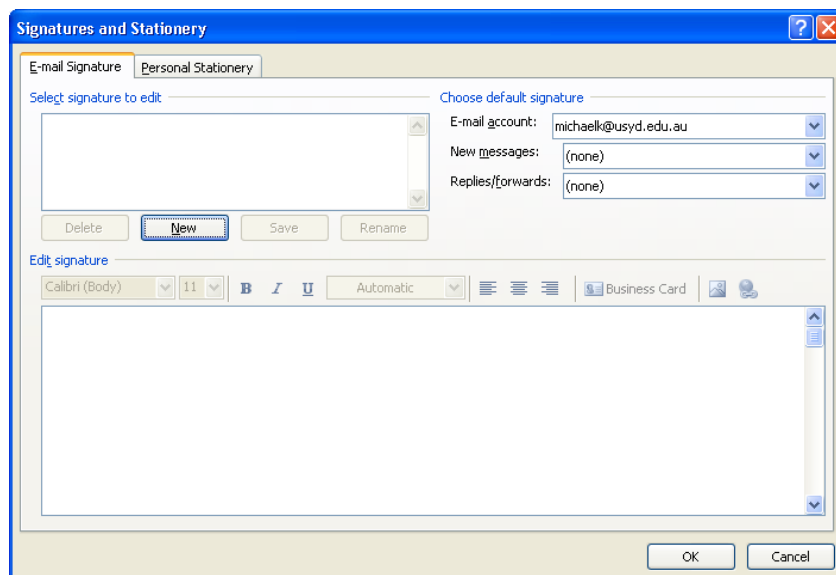 Signatures and Stationery
E-mail Signature Personal Stationery
Select signature to edit
Choose default signature
E-mail account: michaelk@usyd.edu.au
New messages: (none)
Replies/forwards: (none)
Delete New Save Rename
Edit signature
Calibri (Body) 11 B I U Automatic Business Card
OK Cancel